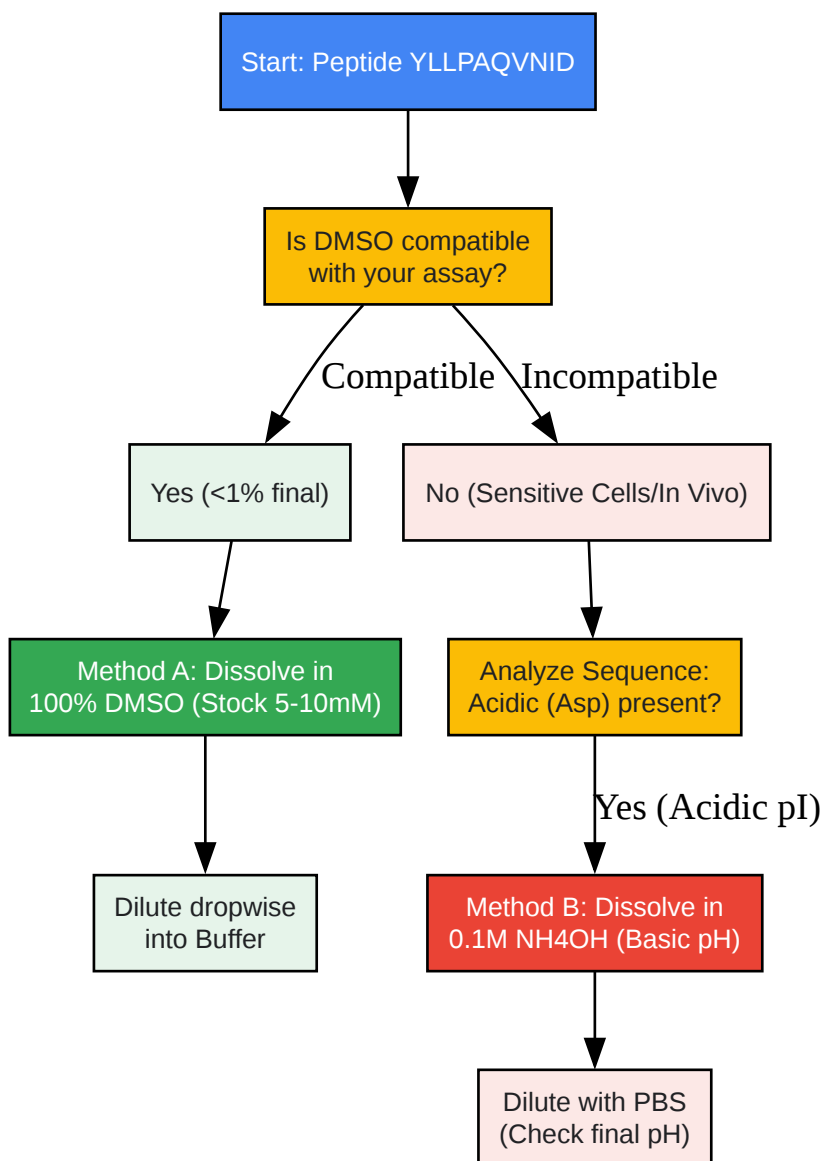 Start: Peptide YLLPAQVNID
Is DMSO compatible
with your assay?
Compatible
Incompatible
Yes (<1% final)
No (Sensitive Cells/In Vivo)
Method A: Dissolve in
100% DMSO (Stock 5-10mM)
Analyze Sequence:
Acidic (Asp) present?
Yes (Acidic pI)
Dilute dropwise
into Buffer
Method B: Dissolve in
0.1M NH4OH (Basic pH)
Dilute with PBS
(Check final pH)